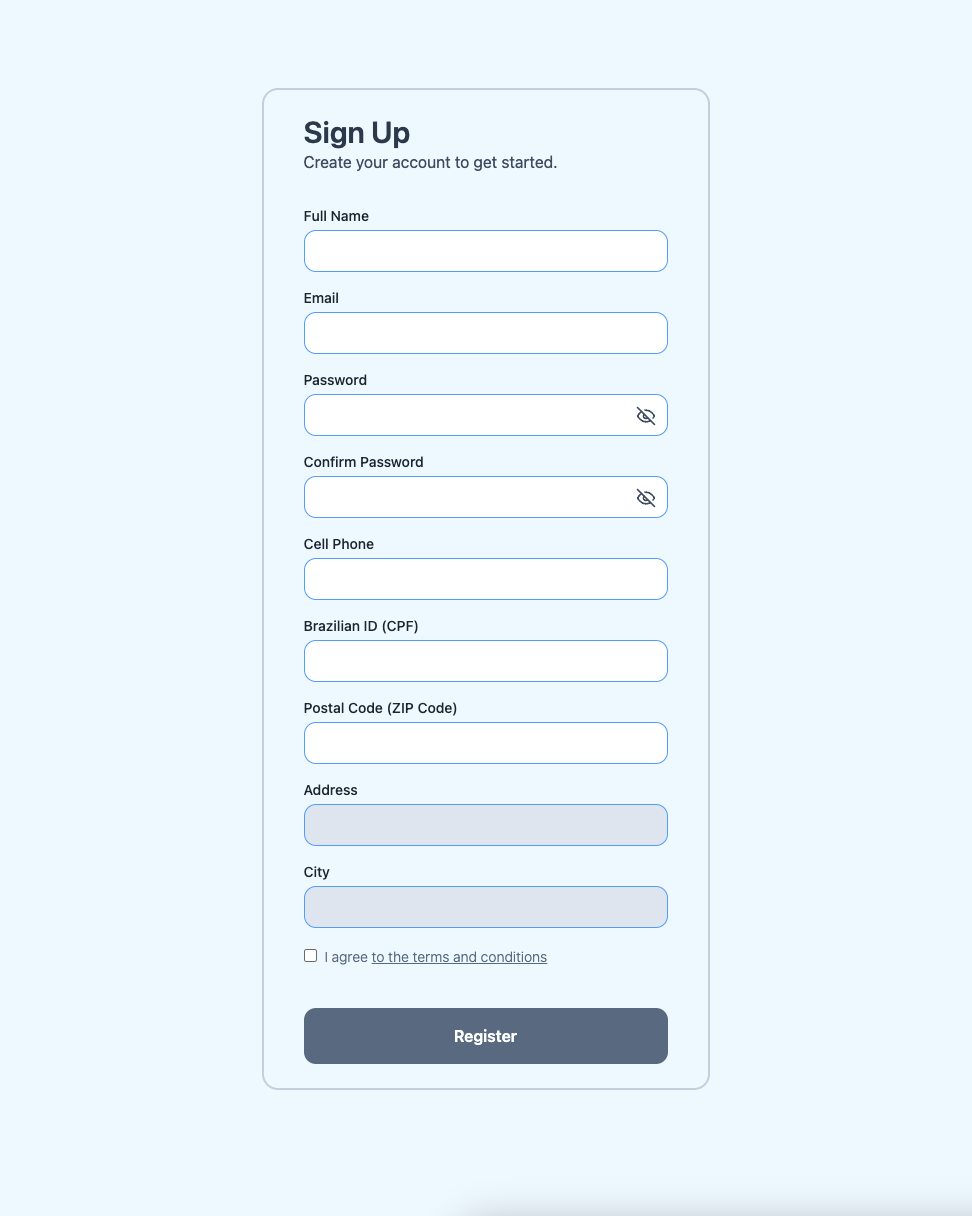 Sign Up
Create your account to get started.
Full Name
Email
Password
Confirm Password
Cell Phone
Brazilian ID (CPF)
Postal Code (ZIP Code)
Address
City
I agree to the terms and conditions
Register